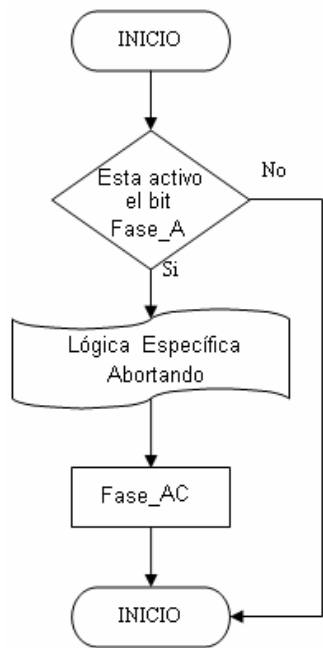 INICIO
Esta activo
el bit
Fase_A
No
Si
Lógica Específica
Abortando
Fase_AC
INICIO